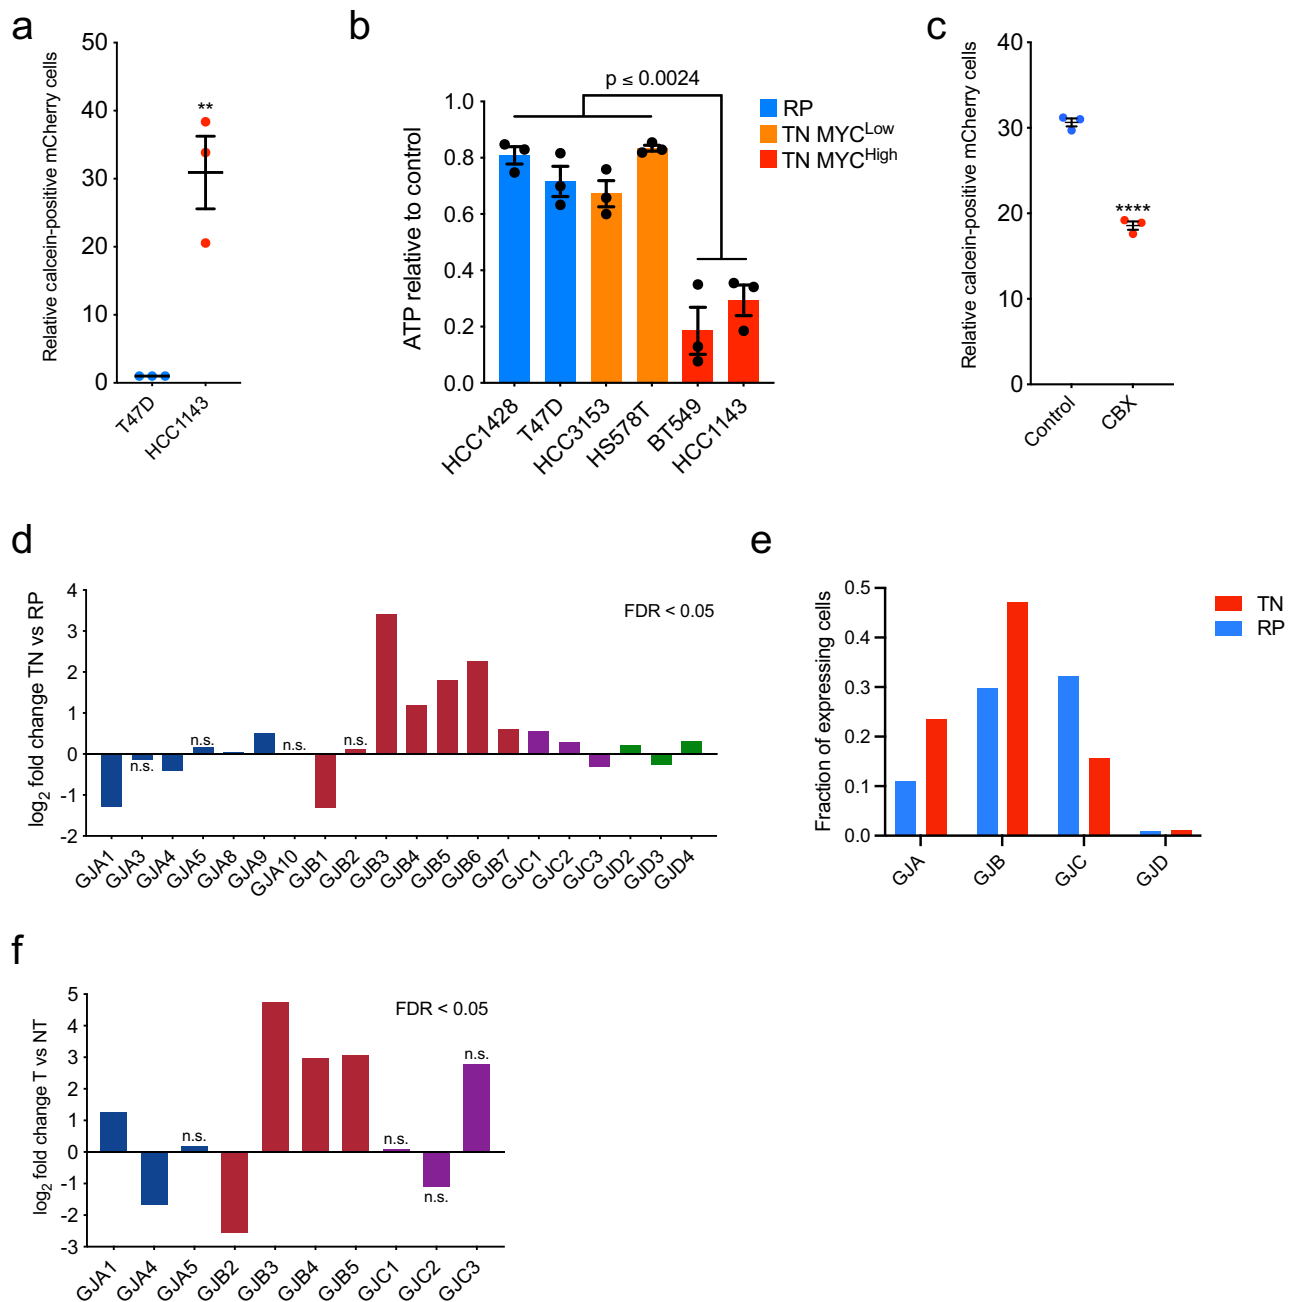 a
Relative calcein-positive mCherry cells
50
40
30
20
10
0
**
T47D
HCC1143
b
ATP relative to control
1.0
0.8
0.6
0.4
0.2
0.0
p ≤ 0.0024
RP
TN MYC^Low
TN MYC^High
HCC1428
T47D
HCC3153
HS578T
BT549
HCC1143
c
Relative calcein-positive mCherry cells
40
30
20
10
0
****
Control
CBX
d
log₂ fold change TN vs RP
4
3
2
1
0
-1
-2
FDR < 0.05
n.s.
n.s.
n.s.
n.s.
GJA1
GJA3
GJA4
GJA5
GJA8
GJA9
GJA10
GJB1
GJB2
GJB3
GJB4
GJB5
GJB6
GJB7
GJC1
GJC2
GJC3
GJD2
GJD3
GJD4
e
Fraction of expressing cells
0.5
0.4
0.3
0.2
0.1
0.0
TN
RP
GJA
GJB
GJC
GJD
f
log₂ fold change T vs NT
5
4
3
2
1
0
-1
-2
-3
FDR < 0.05
n.s.
n.s.
n.s.
n.s.
GJA1
GJA4
GJA5
GJB2
GJB3
GJB4
GJB5
GJC1
GJC2
GJC3